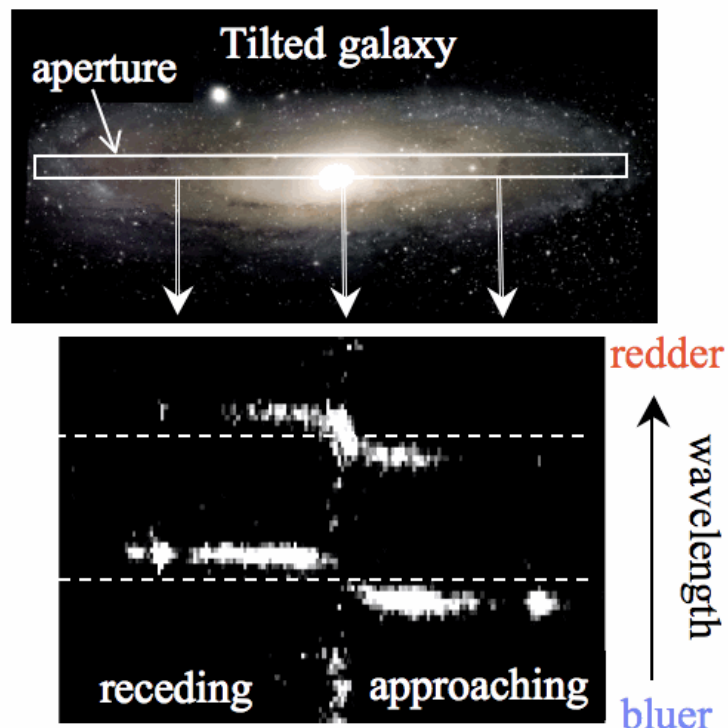 Tilted galaxy
aperture
redder
wavelength
receding
approaching
bluer